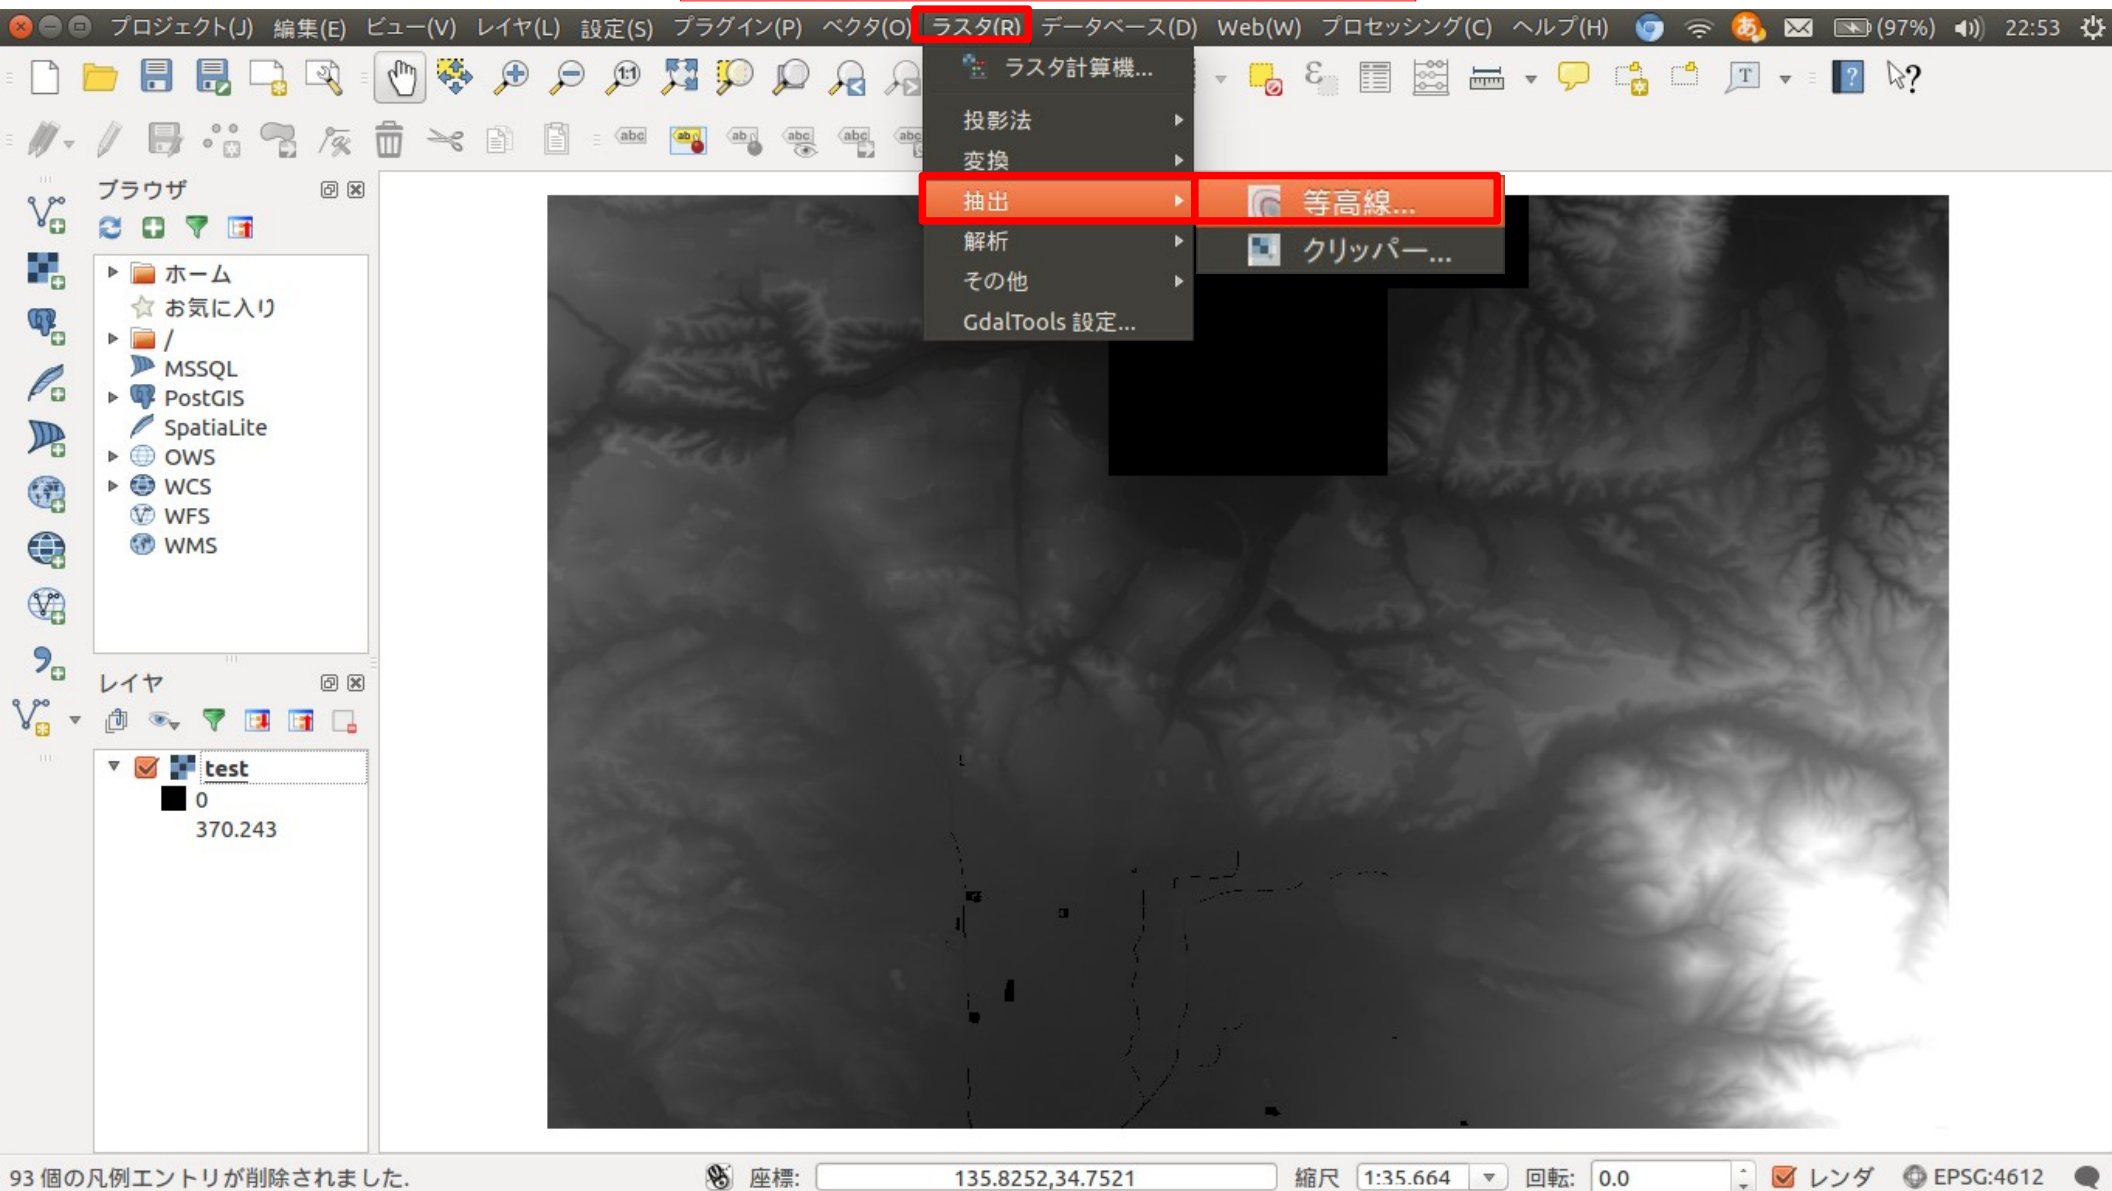 プロジェクト(J) 編集(E) ビュー(V) レイヤ(L) 設定(S) プラグイン(P) ベクタ(O) ラスタ(R) データベース(D) Web(W) プロセッシング(C) ヘルプ(H) あ (97%) 22:53
ラスタ計算機...
投影法
変換
抽出
解析
その他
GdalTools 設定...
等高線...
クリッパー...
ブラウザ
ホーム
お気に入り
/
MSSQL
PostGIS
SpatiaLite
OWS
WCS
WFS
WMS
レイヤ
test
0
370.243
93 個の凡例エントリが削除されました. 座標: 135.8252,34.7521 縮尺 1:35.664 回転: 0.0 レンダ EPSG:4612